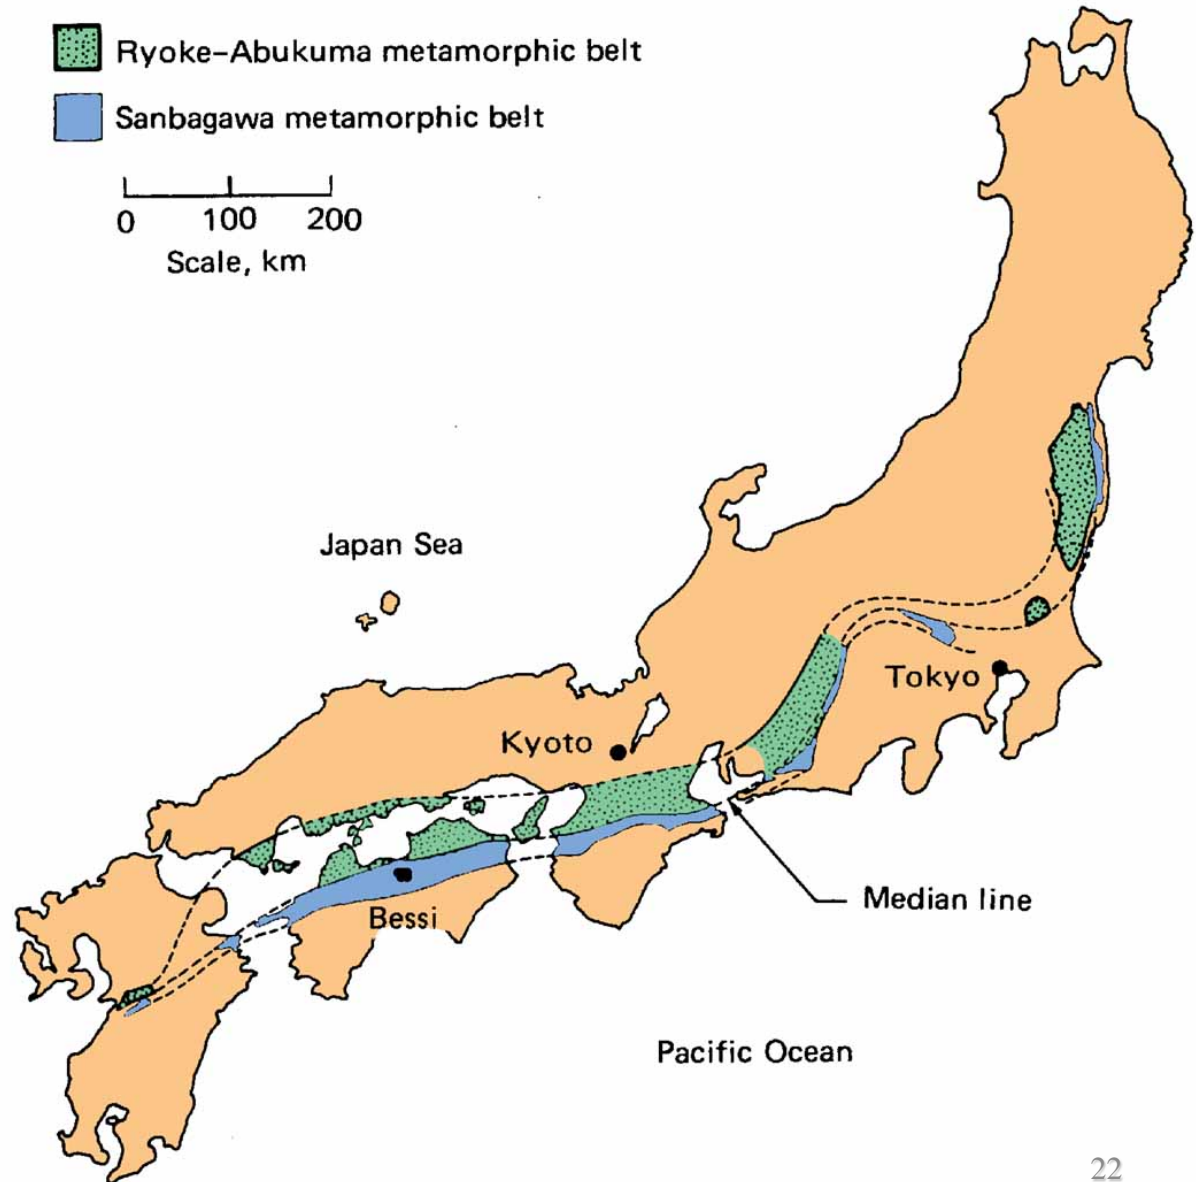 Ryoke–Abukuma metamorphic belt
Sanbagawa metamorphic belt
0 100 200
Scale, km
Japan Sea
Tokyo
Kyoto
Median line
Bessi
Pacific Ocean
22